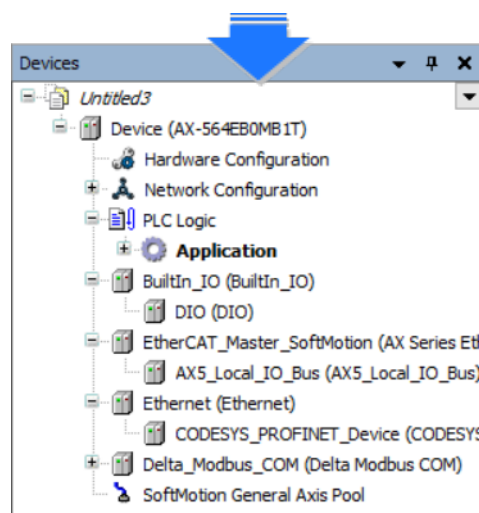 Devices
Untitled3
Device (AX-564EB0MB1T)
Hardware Configuration
Network Configuration
PLC Logic
Application
BuiltIn_IO (BuiltIn_IO)
DIO (DIO)
EtherCAT_Master_SoftMotion (AX Series Eth
AX5_Local_IO_Bus (AX5_Local_IO_Bus)
Ethernet (Ethernet)
CODESYS_PROFINET_Device (CODESYS
Delta_Modbus_COM (Delta Modbus COM)
SoftMotion General Axis Pool